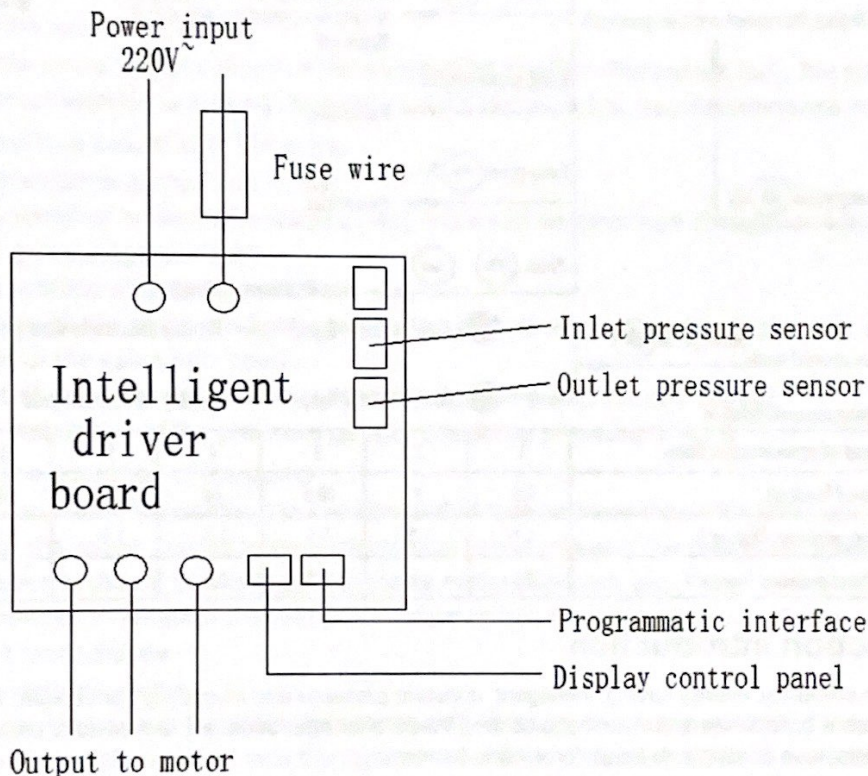 Power input
220V~
Fuse wire
Inlet pressure sensor
Outlet pressure sensor
Intelligent
driver
board
Programmatic interface
Display control panel
Output to motor